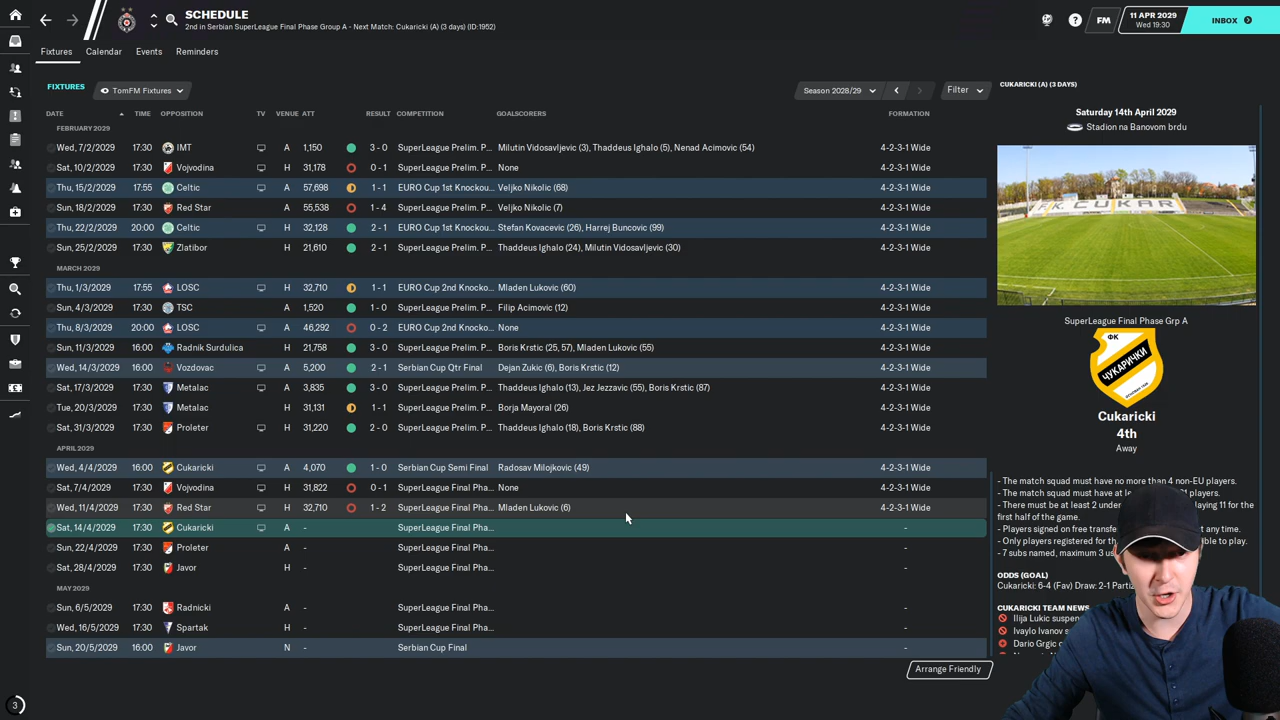 SCHEDULE
2nd in Serbian SuperLeague Final Phase Group A - Next Match: Cukaricki (A) (3 days) (ID:1952)
FM
11 APR 2029
Wed 19:30
INBOX
Fixtures Calendar Events Reminders
FIXTURES TomFM Fixtures Season 2028/29 Filter
DATE TIME OPPOSITION TV VENUE ATT RESULT COMPETITION GOALSCORERS FORMATION
FEBRUARY 2029
Wed, 7/2/2029 17:30 IMT A 1,150 3 - 0 SuperLeague Prelim. P... Milutin Vidosavljevic (3), Thaddeus Ighalo (5), Nenad Acimovic (54) 4-2-3-1 Wide
Sat, 10/2/2029 17:30 Vojvodina H 31,178 0 - 1 SuperLeague Prelim. P... None 4-2-3-1 Wide
Thu, 15/2/2029 17:55 Celtic A 57,698 1 - 1 EURO Cup 1st Knockou... Veljko Nikolic (68) 4-2-3-1 Wide
Sun, 18/2/2029 17:30 Red Star A 55,538 1 - 4 SuperLeague Prelim. P... Veljko Nikolic (7) 4-2-3-1 Wide
Thu, 22/2/2029 20:00 Celtic H 32,128 2 - 1 EURO Cup 1st Knockou... Stefan Kovacevic (26), Harrej Buncovic (99) 4-2-3-1 Wide
Sun, 25/2/2029 17:30 Zlatibor H 21,610 2 - 1 SuperLeague Prelim. P... Thaddeus Ighalo (24), Milutin Vidosavljevic (30) 4-2-3-1 Wide
MARCH 2029
Thu, 1/3/2029 17:55 LOSC H 32,710 1 - 1 EURO Cup 2nd Knocko... Mladen Lukovic (60) 4-2-3-1 Wide
Sun, 4/3/2029 17:30 TSC A 1,520 1 - 0 SuperLeague Prelim. P... Filip Acimovic (12) 4-2-3-1 Wide
Thu, 8/3/2029 20:00 LOSC A 46,292 0 - 2 EURO Cup 2nd Knocko... None 4-2-3-1 Wide
Sun, 11/3/2029 16:00 Radnik Surdulica H 21,758 3 - 0 SuperLeague Prelim. P... Boris Krstic (25, 57), Mladen Lukovic (55) 4-2-3-1 Wide
Wed, 14/3/2029 16:00 Vozdovac A 5,200 2 - 1 Serbian Cup Qtr Final Dejan Zukic (6), Boris Krstic (12) 4-2-3-1 Wide
Sat, 17/3/2029 17:30 Metalac A 3,835 3 - 0 SuperLeague Prelim. P... Thaddeus Ighalo (13), Jez Jezzavic (55), Boris Krstic (87) 4-2-3-1 Wide
Tue, 20/3/2029 17:30 Metalac H 31,131 1 - 1 SuperLeague Prelim. P... Borja Mayoral (26) 4-2-3-1 Wide
Sat, 31/3/2029 17:30 Proleter H 31,220 2 - 0 SuperLeague Prelim. P... Thaddeus Ighalo (18), Boris Krstic (88) 4-2-3-1 Wide
APRIL 2029
Wed, 4/4/2029 16:00 Cukaricki A 4,070 1 - 0 Serbian Cup Semi Final Radosav Milojkovic (49) 4-2-3-1 Wide
Sat, 7/4/2029 17:30 Vojvodina H 31,822 0 - 1 SuperLeague Final Pha... None 4-2-3-1 Wide
Wed, 11/4/2029 17:30 Red Star H 32,710 1 - 2 SuperLeague Final Pha... Mladen Lukovic (6) 4-2-3-1 Wide
Sat, 14/4/2029 17:30 Cukaricki A - SuperLeague Final Pha... -
Sun, 22/4/2029 17:30 Proleter A - SuperLeague Final Pha... -
Sat, 28/4/2029 17:30 Javor H - SuperLeague Final Pha... -
MAY 2029
Sun, 6/5/2029 17:30 Radnicki A - SuperLeague Final Pha... -
Wed, 16/5/2029 17:30 Spartak H - SuperLeague Final Pha... -
Sun, 20/5/2029 16:00 Javor N - Serbian Cup Final -
Arrange Friendly
3
CUKARICKI (A) (3 DAYS)
Saturday 14th April 2029
Stadion na Banovom brdu
FK CUKAR
SuperLeague Final Phase Grp A
ФК
ЧУКАРИЧКИ
Cukaricki
4th
Away
- The match squad must have no more than 4 non-EU players.
- The match squad must have at le 21 players.
- There must be at least 2 under playing 11 for the
first half of the game.
- Players signed on free transfe at any time.
- Only players registered for th ible to play.
- 7 subs named, maximum 3 us
ODDS (GOAL)
Cukaricki: 6-4 (Fav) Draw: 2-1 Parti
CUKARICKI TEAM NEWS
Ilija Lukic suspen
Ivaylo Ivanov s
Dario Grgic o